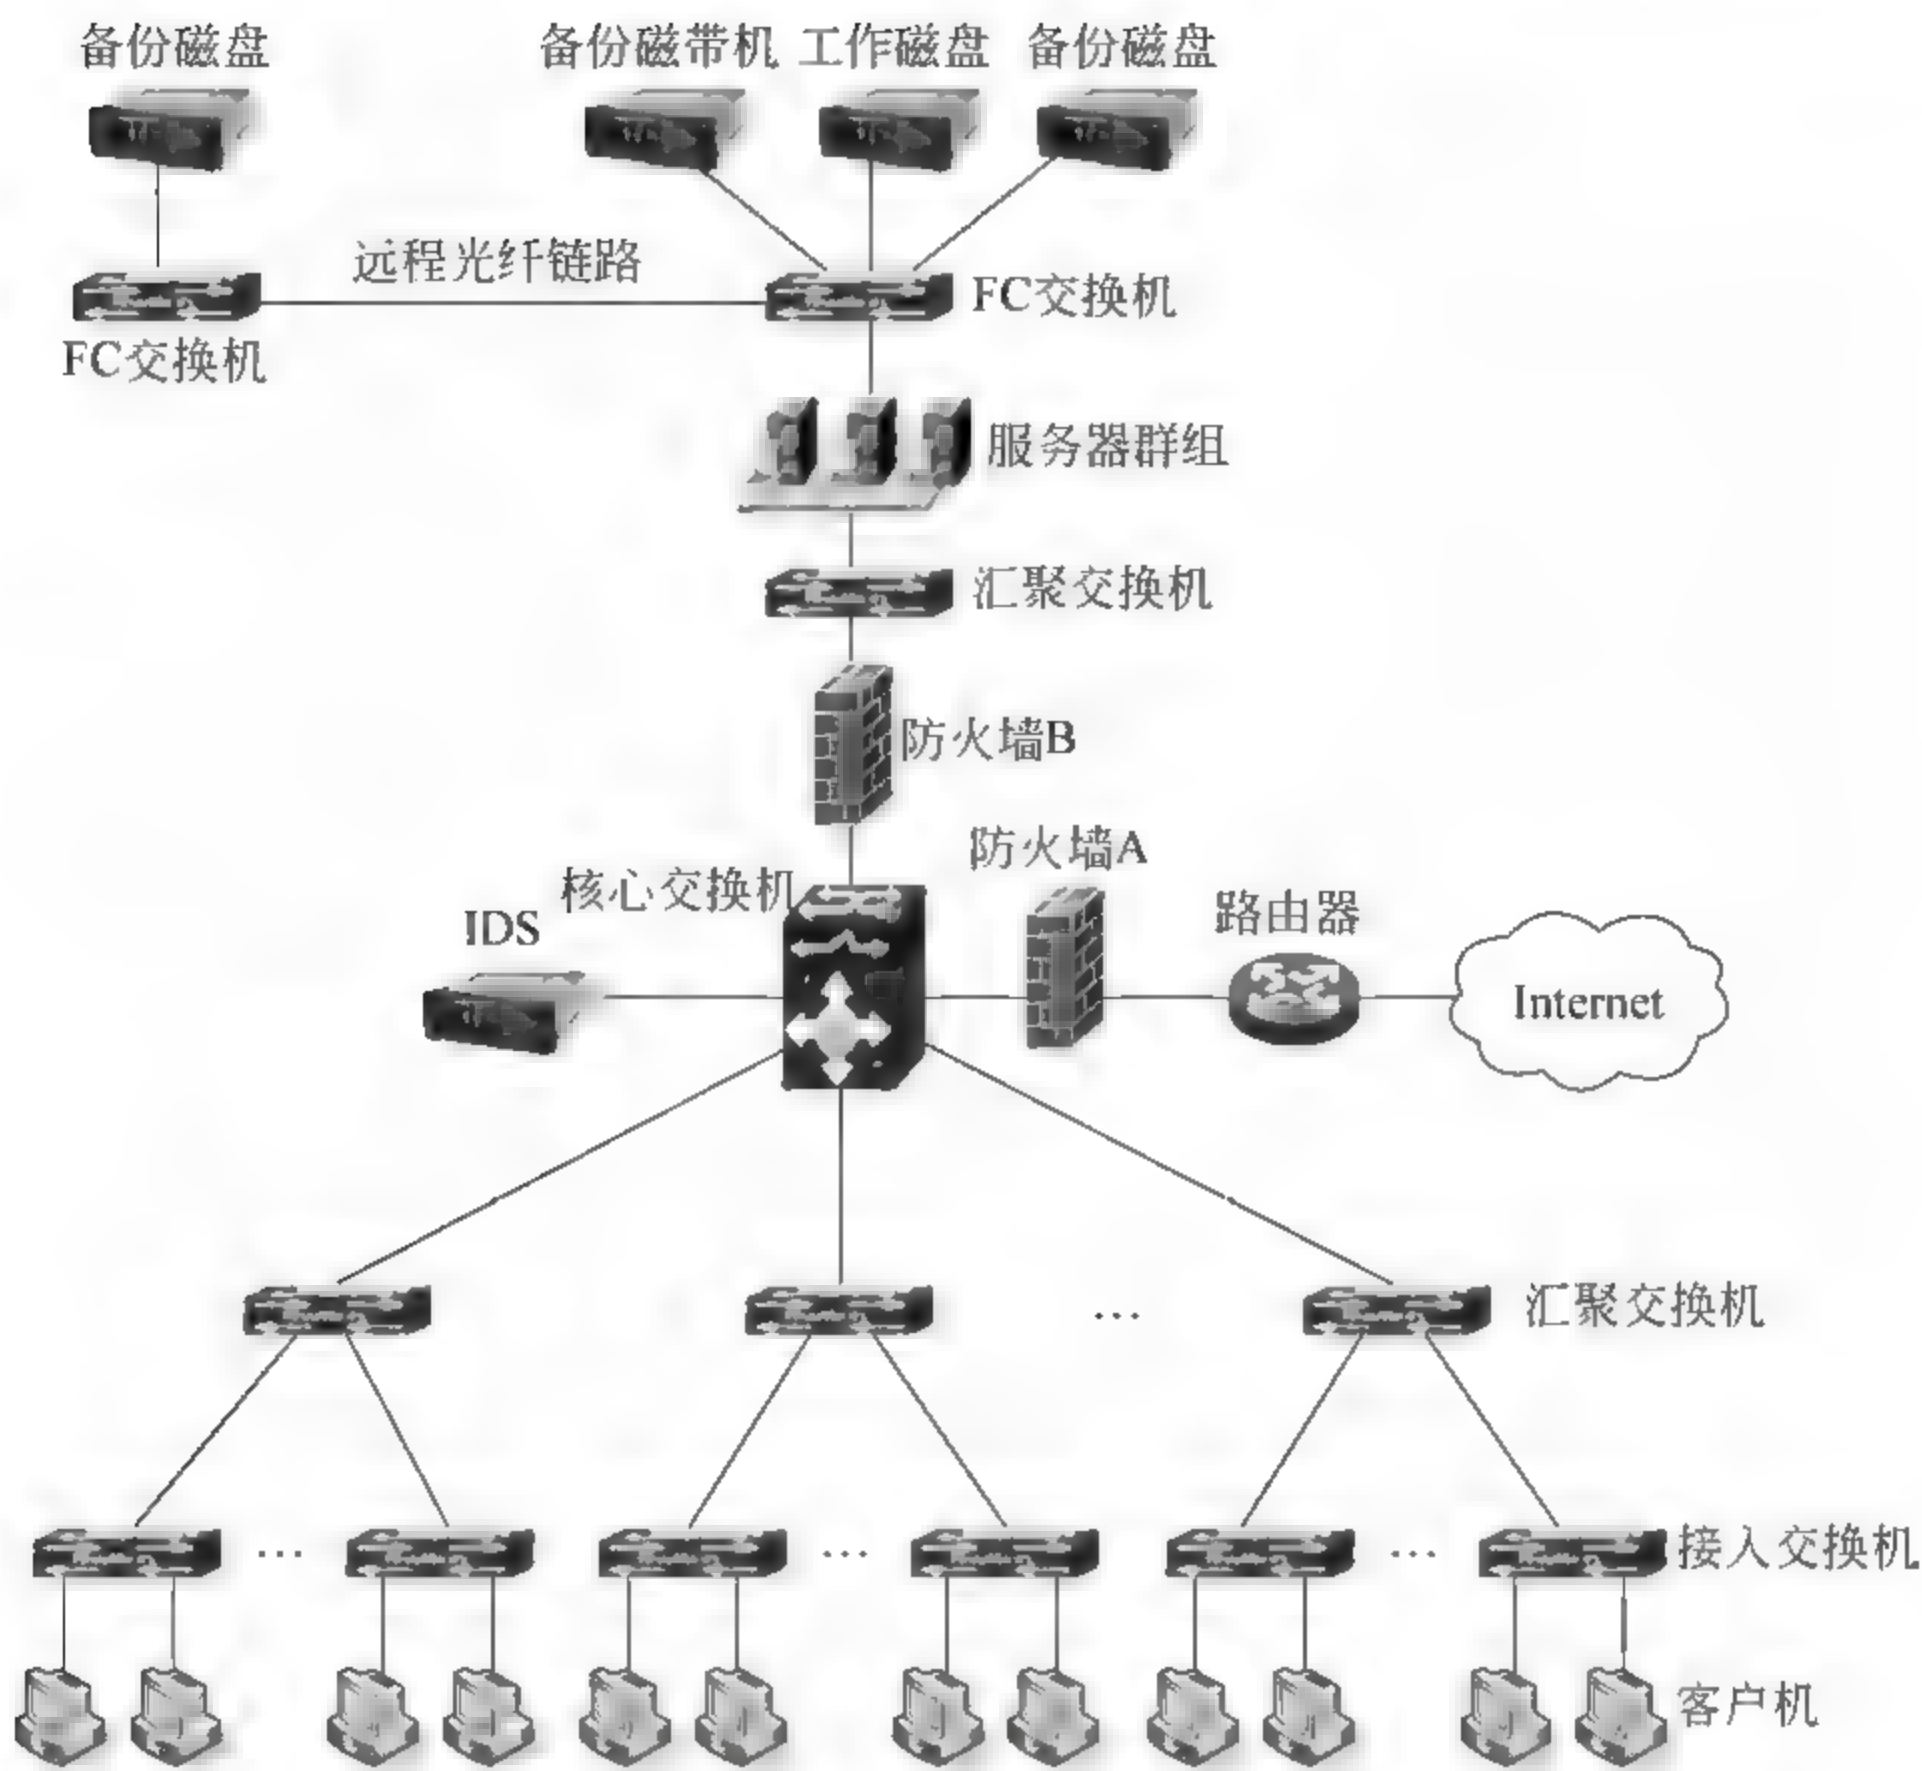 备份磁盘
备份磁带机 工作磁盘 备份磁盘
远程光纤链路
FC交换机
FC交换机
服务器群组
汇聚交换机
防火墙B
防火墙A
核心交换机
路由器
IDS
Internet
…
汇聚交换机
… … … 接入交换机
客户机